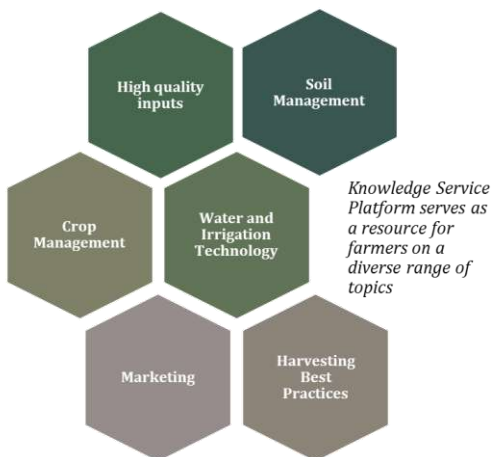 High quality
inputs
Soil
Management
Crop
Management
Water and
Irrigation
Technology
Knowledge Service
Platform serves as
a resource for
farmers on a
diverse range of
topics
Marketing
Harvesting
Best
Practices